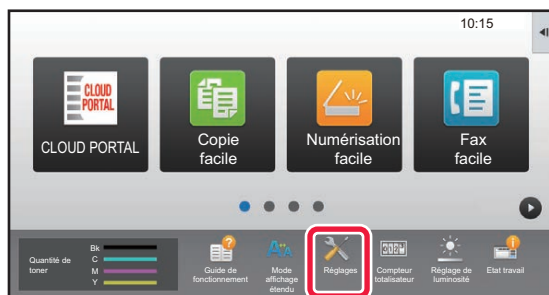 10:15
CLOUD
PORTAL
CLOUD PORTAL
Copie
facile
Numérisation
facile
Fax
facile
Quantité de
toner
Bk
C
M
Y
Guide de
fonctionnement
Mode
affichage
étendu
Réglages
Compteur
totalisateur
Réglage de
luminosité
Etat travail